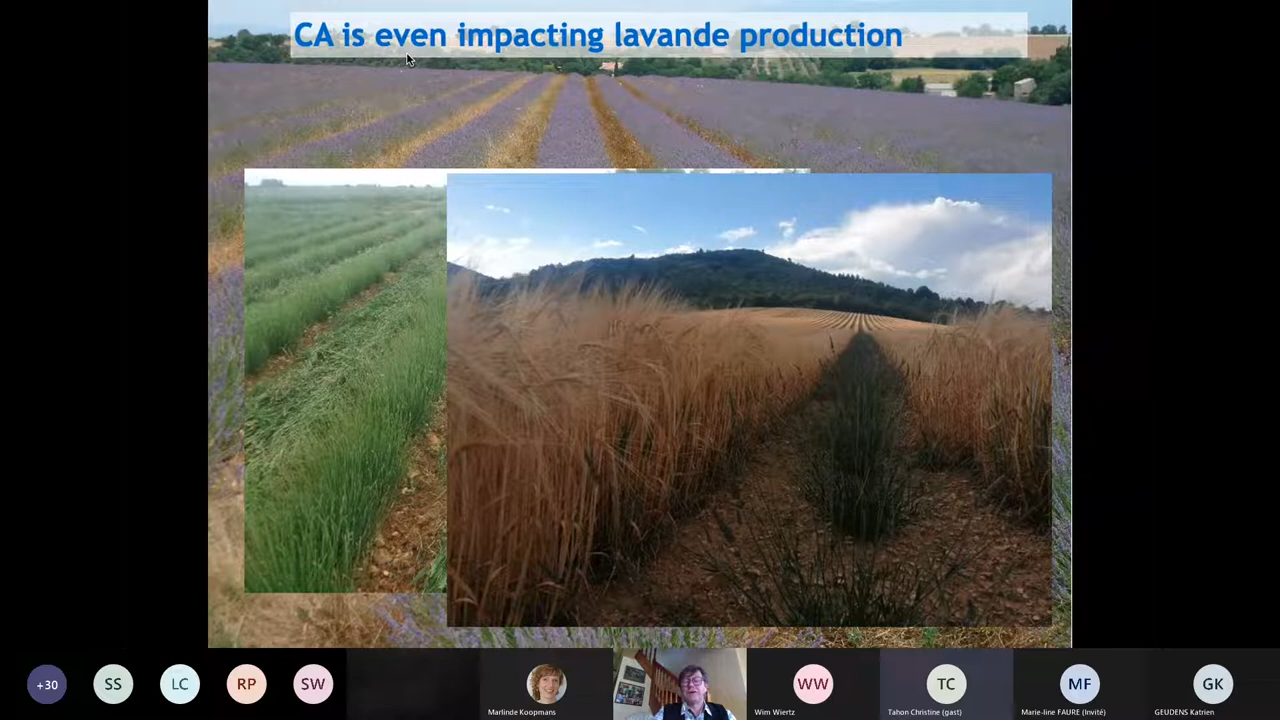 CA is even impacting lavande production
+30
SS
LC
RP
SW
Marlinde Koopmans
WW
Wim Wiertz
TC
Tahon Christine (gast)
MF
Marie-line FAURE (Invité)
GK
GEUDENS Katrien